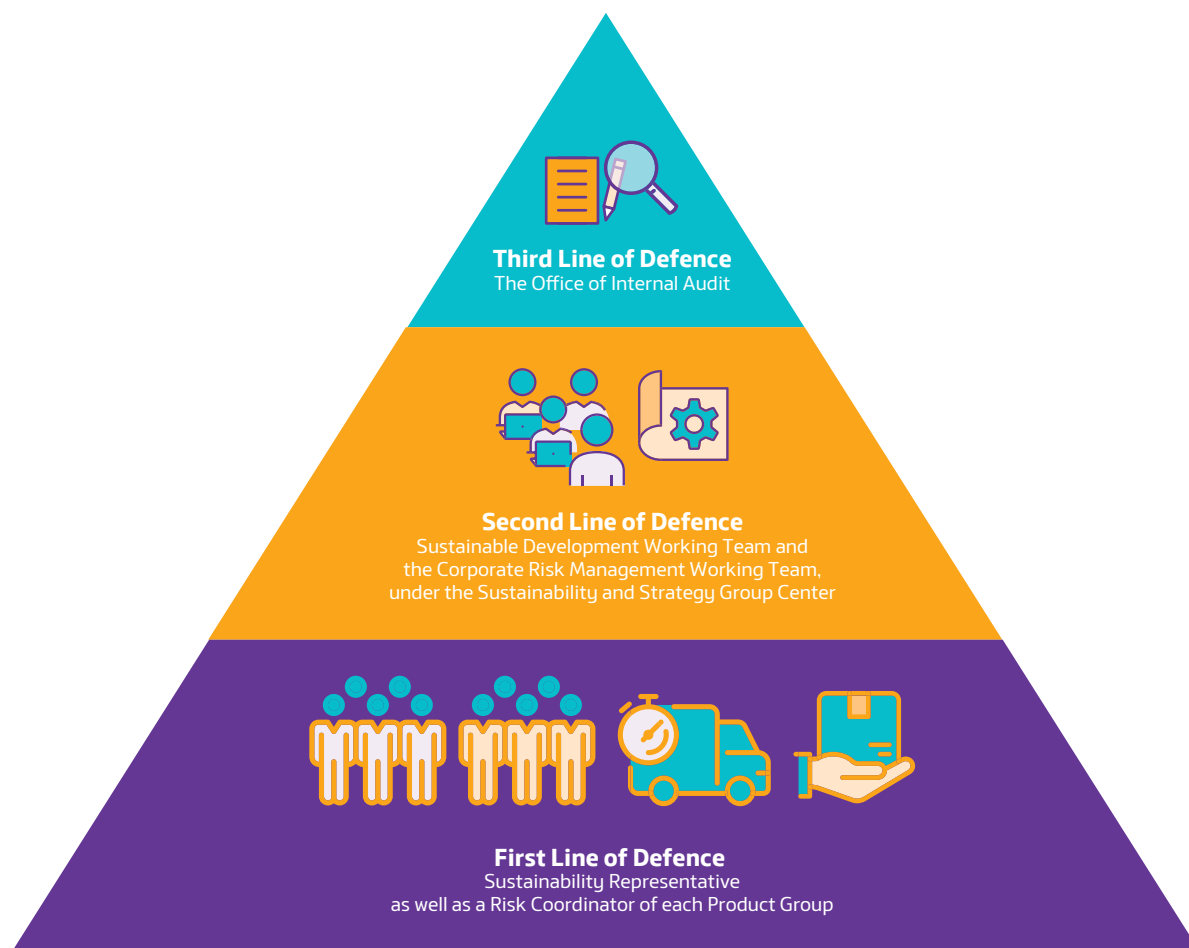 Third Line of Defence
The Office of Internal Audit
Second Line of Defence
Sustainable Development Working Team and
the Corporate Risk Management Working Team,
under the Sustainability and Strategy Group Center
First Line of Defence
Sustainability Representative
as well as a Risk Coordinator of each Product Group